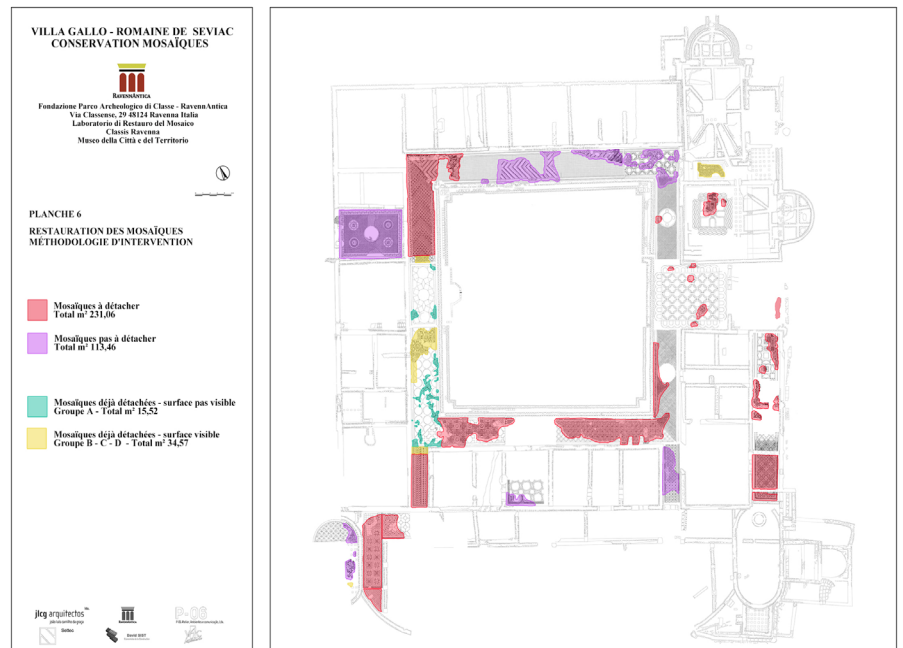 VILLA GALLO - ROMAINE DE SEVIAC
CONSERVATION MOSAÏQUES
RAVENNANTICA
Fondazione Parco Archeologico di Classe - RavennAntica
Via Classense, 29 48124 Ravenna Italia
Laboratorio di Restauro del Mosaico
Classis Ravenna
Museo della Città e del Territorio
PLANCHE 6
RESTAURATION DES MOSAÏQUES
MÉTHODOLOGIE D'INTERVENTION
Mosaïques à détacher
Total m² 231,06
Mosaïques pas à détacher
Total m² 113,46
Mosaïques déjà détachées - surface pas visible
Groupe A - Total m² 15,52
Mosaïques déjà détachées - surface visible
Groupe B - C - D - Total m² 34,57
jlcg arquitectos
P-06